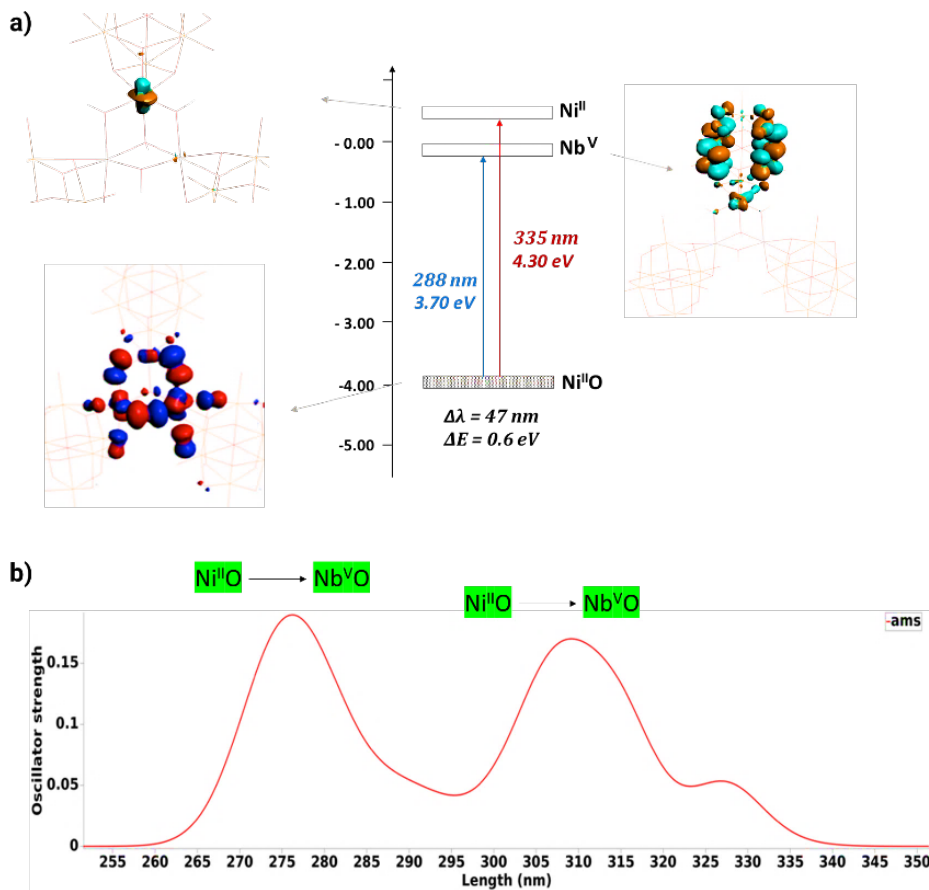 a)
Ni^II
- 0.00
Nb^V
- 1.00
335 nm
4.30 eV
- 2.00
288 nm
3.70 eV
- 3.00
- 4.00
Ni^IIO
Δλ = 47 nm
ΔE = 0.6 eV
-5.00
b)
Ni^IIO → Nb^VO
Ni^IIO → Nb^VO
-ams
Oscillator strength
0.15
0.1
0.05
0
255 260 265 270 275 280 285 290 295 300 305 310 315 320 325 330 335 340 345 350
Length (nm)